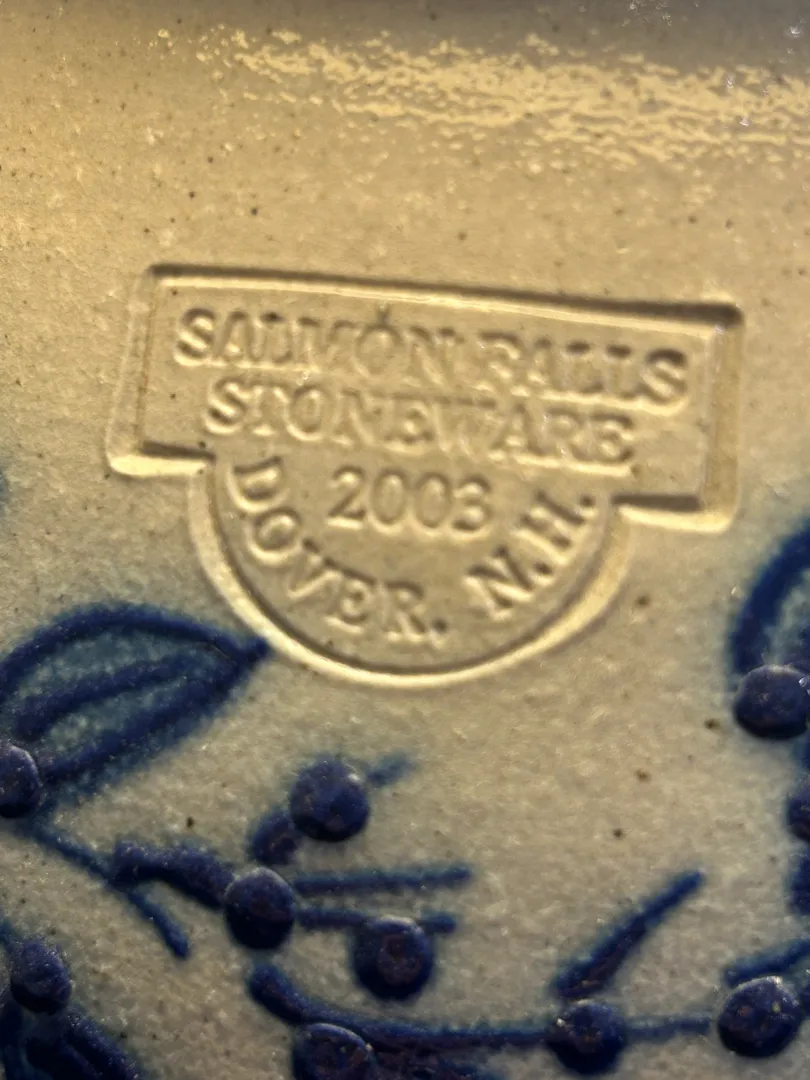 SALMON FALLS
STONEWARE
2003
DOVER, N.H.